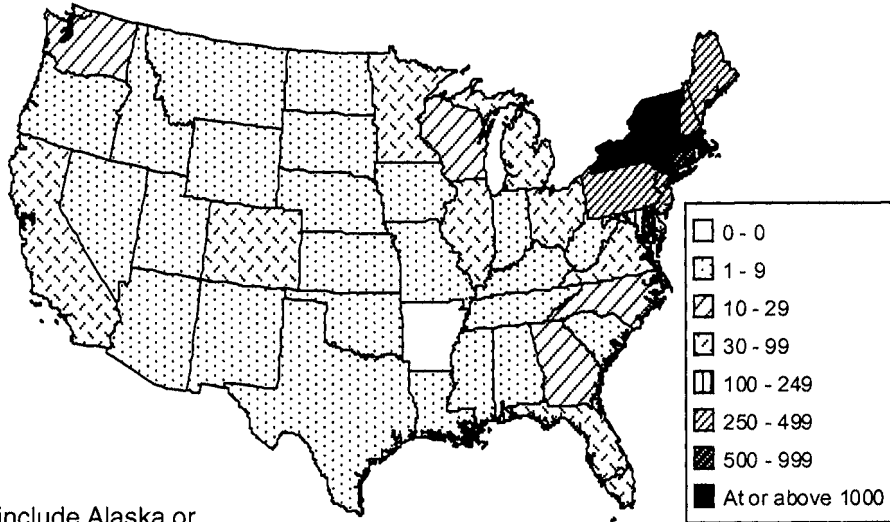 0 - 0
1 - 9
10 - 29
30 - 99
100 - 249
250 - 499
500 - 999
At or above 1000
include Alaska or